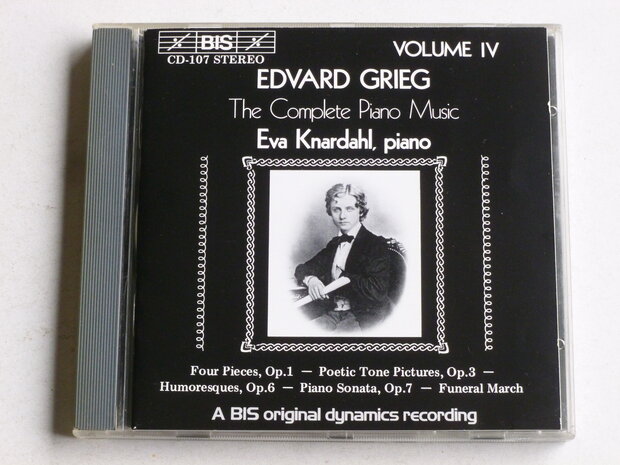 BIS
CD-107 STEREO
VOLUME IV
EDVARD GRIEG
The Complete Piano Music
Eva Knardahl, piano
Four Pieces, Op.1 — Poetic Tone Pictures, Op.3 —
Humoresques, Op.6 — Piano Sonata, Op.7 — Funeral March
A BIS original dynamics recording